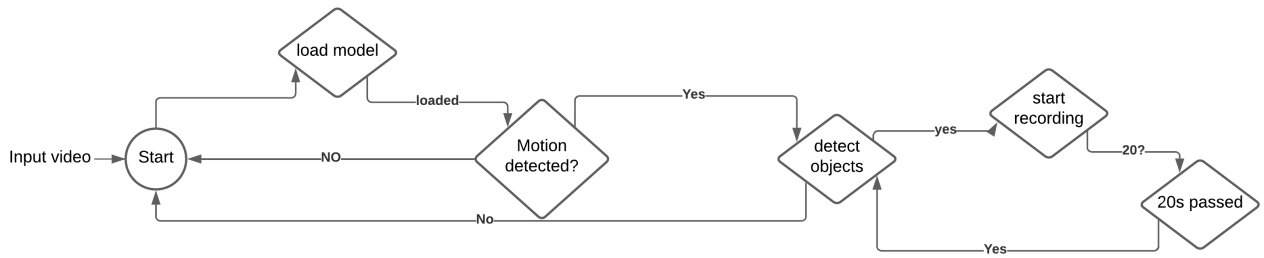 load model
loaded
Yes
start
recording
yes
Motion
detected?
detect
objects
20?
Input video
Start
NO
20s passed
No
Yes